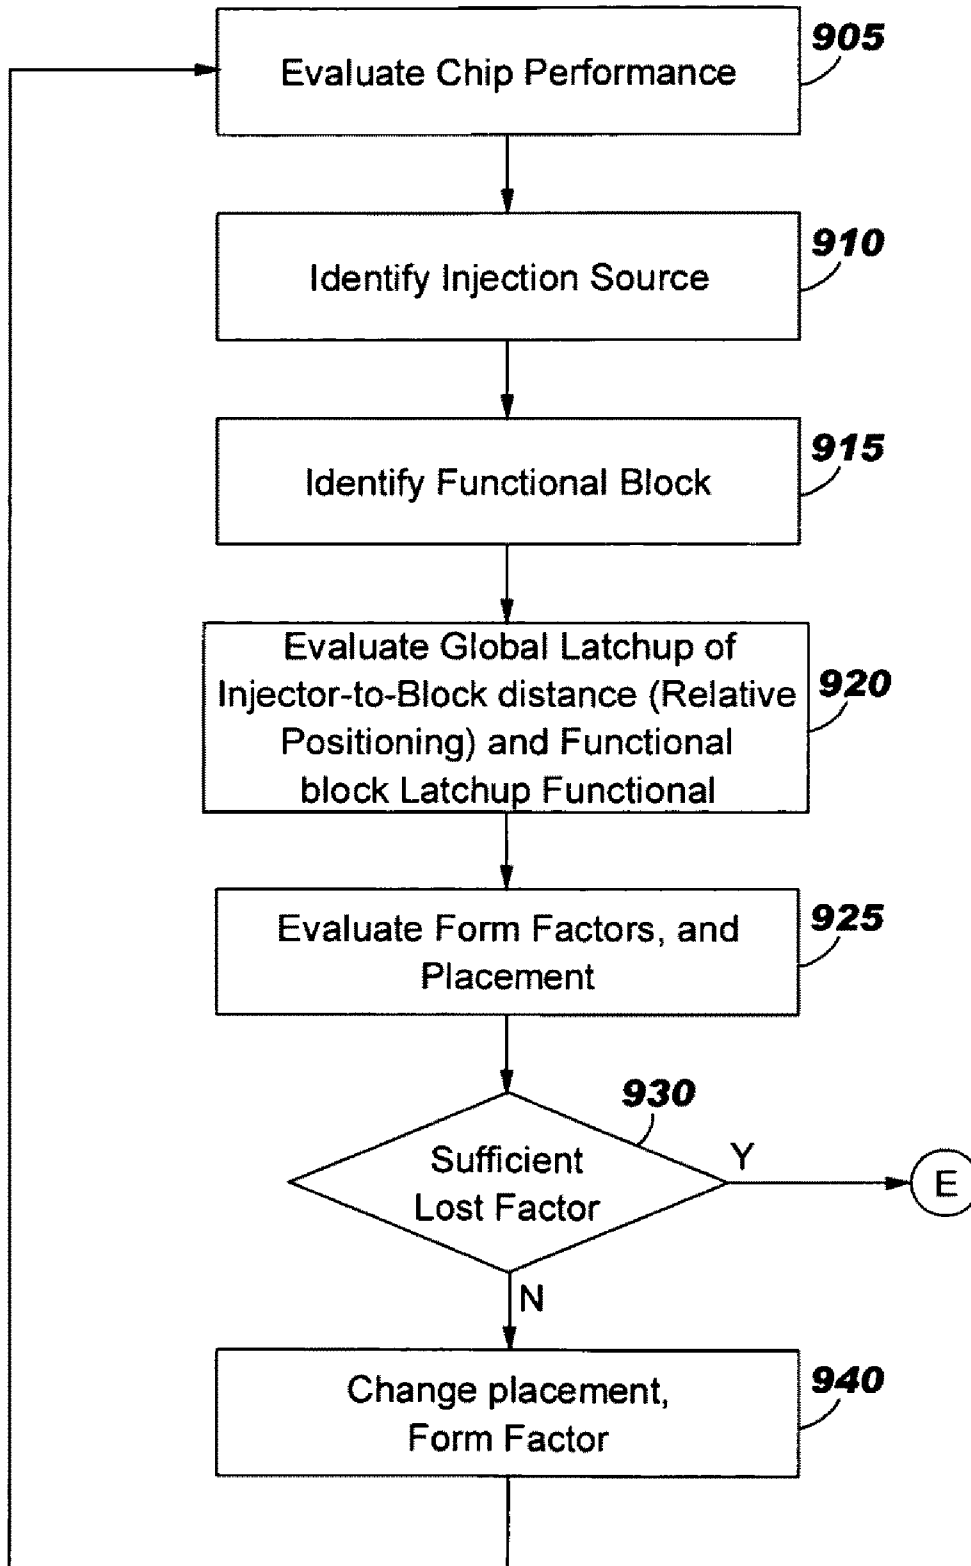 905
Evaluate Chip Performance
910
Identify Injection Source
915
Identify Functional Block
Evaluate Global Latchup of
Injector-to-Block distance (Relative
Positioning) and Functional
block Latchup Functional
920
925
Evaluate Form Factors, and
Placement
930
Sufficient
Lost Factor
Y
E
N
940
Change placement,
Form Factor